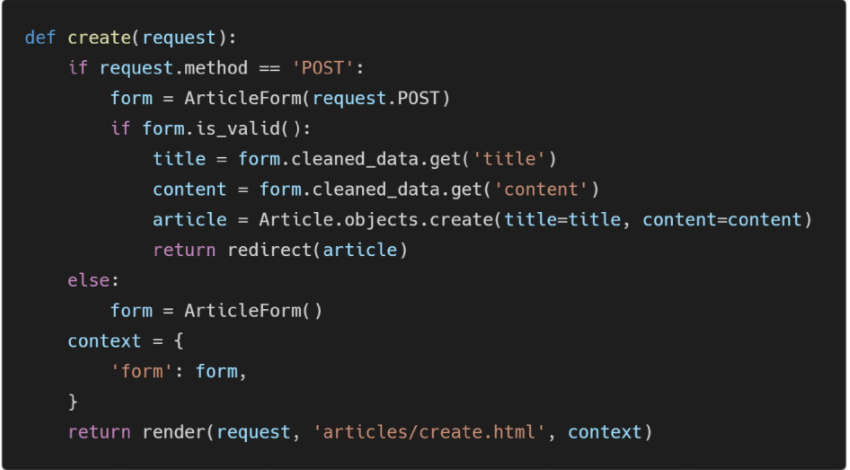 def create(request):
    if request.method == 'POST':
        form = ArticleForm(request.POST)
        if form.is_valid():
            title = form.cleaned_data.get('title')
            content = form.cleaned_data.get('content')
            article = Article.objects.create(title=title, content=content)
            return redirect(article)
    else:
        form = ArticleForm()
    context = {
        'form': form,
    }
    return render(request, 'articles/create.html', context)